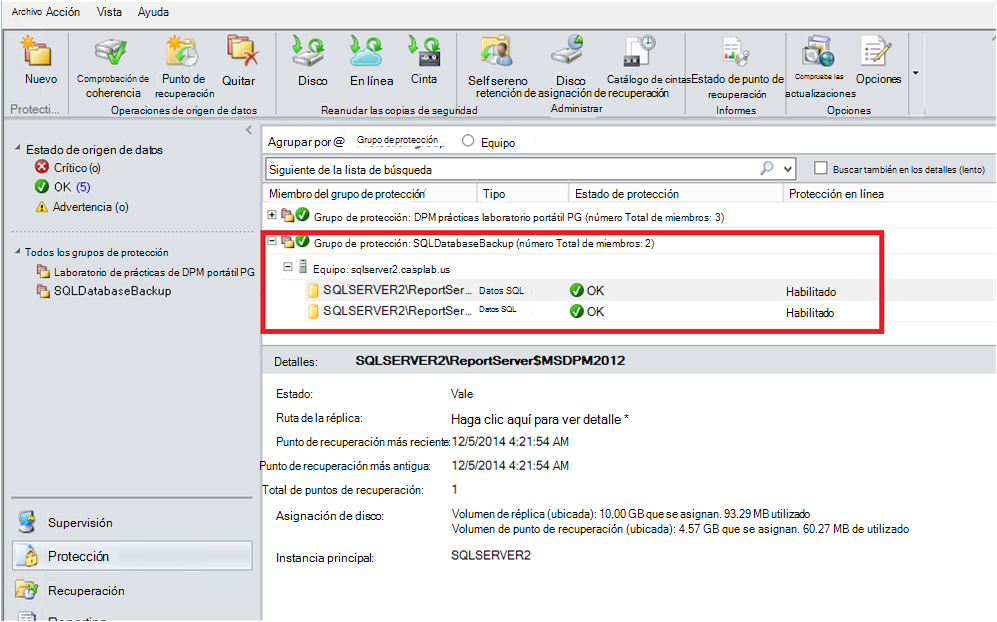 Archivo Acción Vista Ayuda
Nuevo
Comprobación de coherencia
Punto de recuperación
Quitar
Disco
En línea
Cinta
Selfsereno
Disco
Catálogo de cintas
retención de asignación de recuperación
Estado de punto de recuperación
Compruebe las actualizaciones
Opciones
Protecti...
Operaciones de origen de datos
Reanudar las copias de seguridad
Administrar
Informes
Opciones
Estado de origen de datos
Crítico (o)
OK (5)
Advertencia (o)
Todos los grupos de protección
Laboratorio de prácticas de DPM portátil PG
SQLDatabaseBackup
Supervisión
Protección
Recuperación
Agrupar por @ Grupo de protección Equipo
Siguiente de la lista de búsqueda
Buscar también en los detalles (lento)
Miembro del grupo de protección Tipo Estado de protección Protección en línea
Grupo de protección: DPM prácticas laboratorio portátil PG (número Total de miembros: 3)
Grupo de protección: SQLDatabaseBackup (número Total de miembros: 2)
Equipo: sqlserver2.casplab.us
SQLSERVER2\ReportSer... Datos SQL OK Habilitado
SQLSERVER2\ReportSer... Datos SQL OK Habilitado
Detalles: SQLSERVER2\ReportServer$MSDPM2012
Estado: Vale
Ruta de la réplica: Haga clic aquí para ver detalle *
Punto de recuperación más reciente: 12/5/2014 4:21:54 AM
Punto de recuperación más antigua: 12/5/2014 4:21:54 AM
Total de puntos de recuperación: 1
Asignación de disco: Volumen de réplica (ubicada): 10,00 GB que se asignan. 93.29 MB utilizado
Volumen de punto de recuperación (ubicada): 4.57 GB que se asignan. 60.27 MB de utilizado
Instancia principal: SQLSERVER2